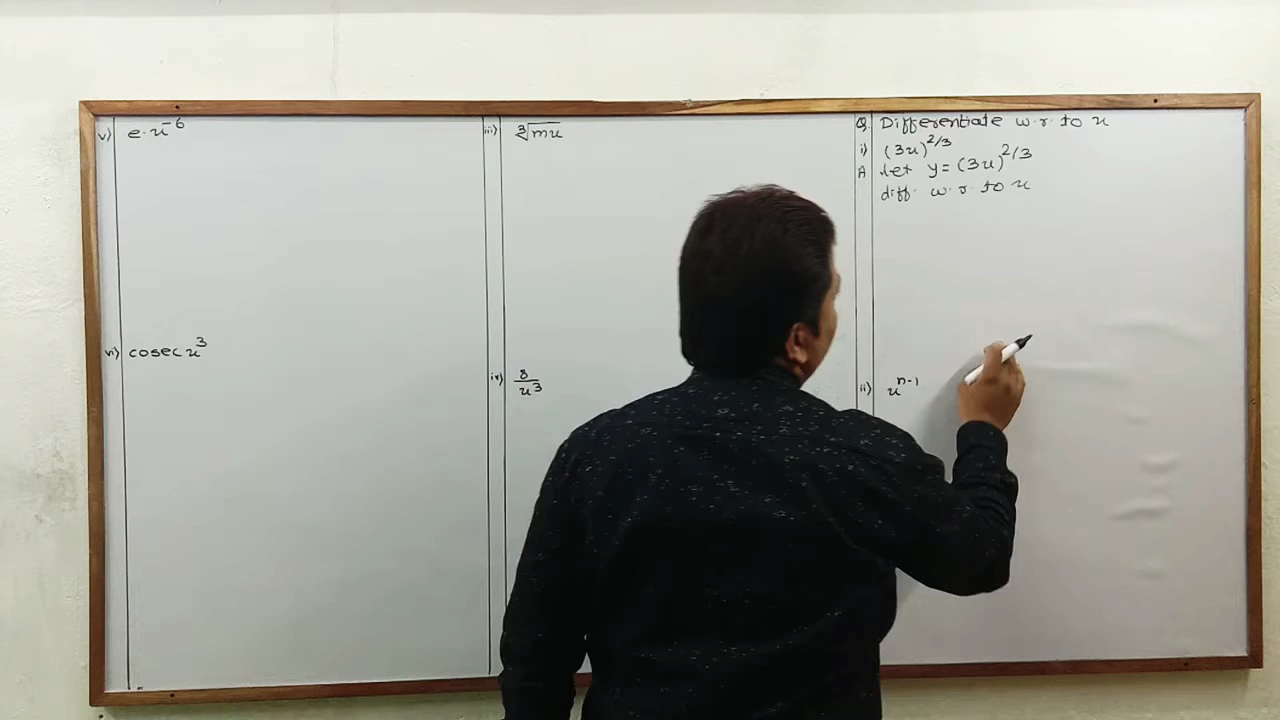 v) e·x⁻⁶
vi) cosec x³
iii) ∛mx
iv) 8/x³
Q. Differentiate w.r. to x
i) (3x)^2/3
A let y = (3x)^2/3
diff. w.r. to x
ii) x^n-1